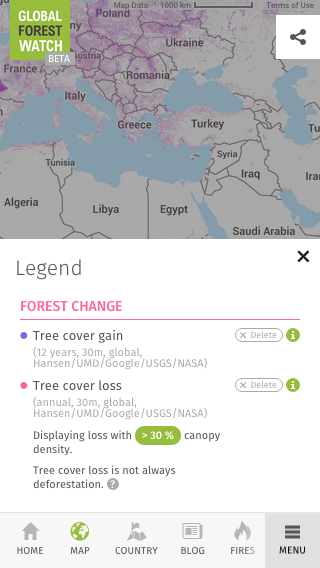 GLOBAL
FOREST
WATCH
BETA
Map Data
1000 km
Terms of Use
Poland
Ukraine
France
Austria
Romania
Italy
Greece
Turkey
Tunisia
Syria
Iraq
Algeria
Libya
Egypt
Saudi Arabia
Legend
FOREST CHANGE
Tree cover gain
Delete
(12 years, 30m, global,
Hansen/UMD/Google/USGS/NASA)
Tree cover loss
Delete
(annual, 30m, global,
Hansen/UMD/Google/USGS/NASA)
Displaying loss with > 30 % canopy
density.
Tree cover loss is not always
deforestation. ?
HOME
MAP
COUNTRY
BLOG
FIRES
MENU